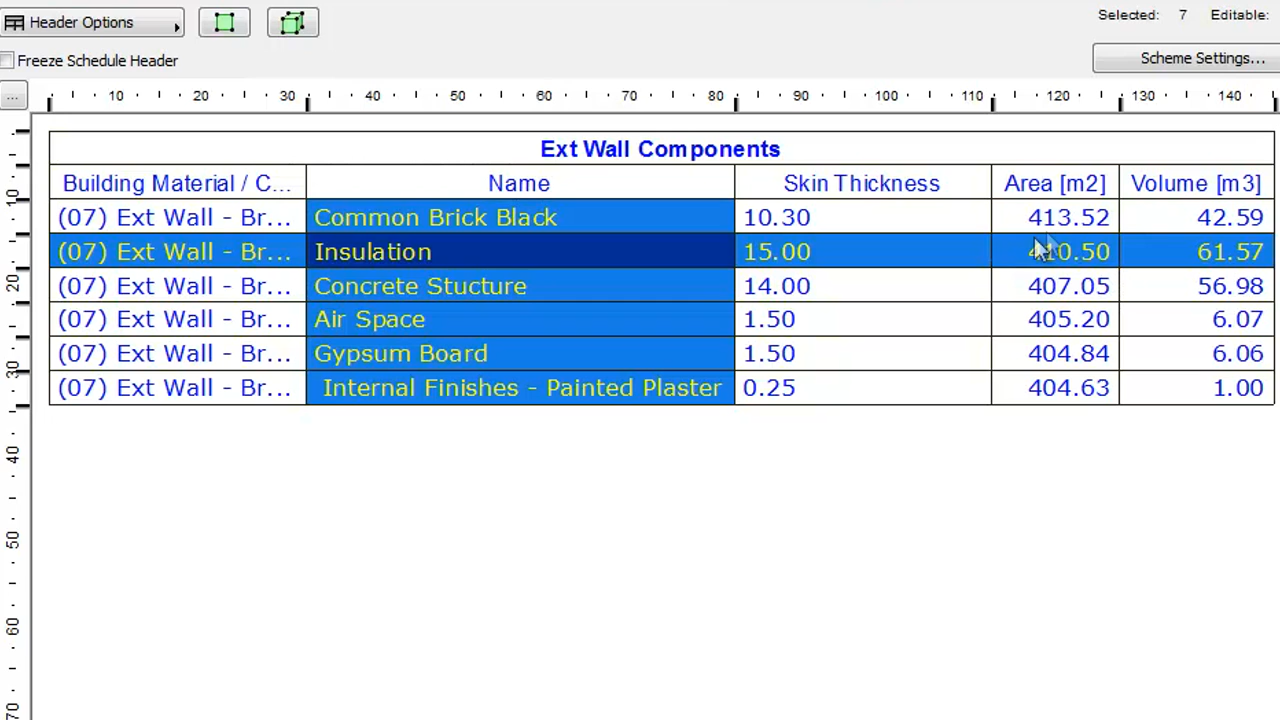 Header Options
Selected: 7 Editable:
Freeze Schedule Header
Scheme Settings...
... 10 20 30 40 50 60 70 80 90 100 110 120 130 140
Ext Wall Components
Building Material / C... Name Skin Thickness Area [m2] Volume [m3]
(07) Ext Wall - Br... Common Brick Black 10.30 413.52 42.59
(07) Ext Wall - Br... Insulation 15.00 410.50 61.57
(07) Ext Wall - Br... Concrete Stucture 14.00 407.05 56.98
(07) Ext Wall - Br... Air Space 1.50 405.20 6.07
(07) Ext Wall - Br... Gypsum Board 1.50 404.84 6.06
(07) Ext Wall - Br... Internal Finishes - Painted Plaster 0.25 404.63 1.00
10
20
30
40
50
60
70